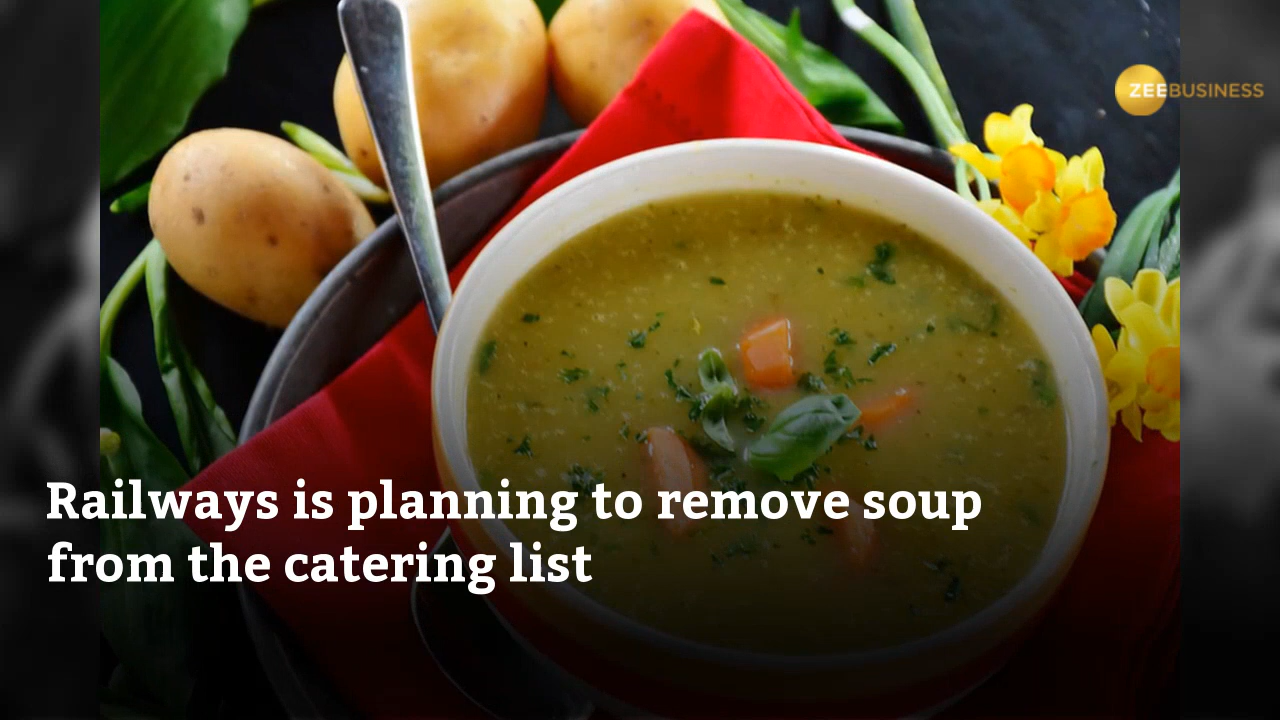 ZEEBUSINESS
Railways is planning to remove soup
from the catering list